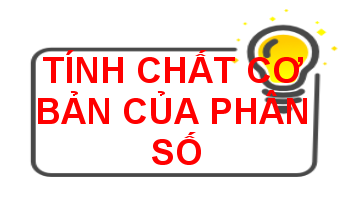 TÍNH CHẤT CƠ
BẢN CỦA PHÂN
SỐ